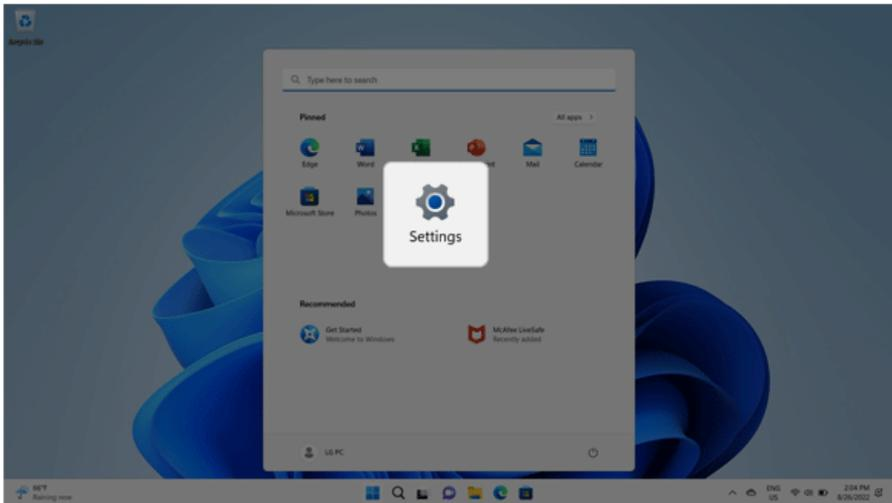 Recycle Bin
Type here to search
Pinned
All apps >
Edge
Word
Mail
Calendar
Microsoft Store
Photos
Settings
Recommended
Get Started
Welcome to Windows
McAfee LiveSafe
Recently added
LG PC
66°F
Raining now
ENG
US
2:04 PM
8/26/2022